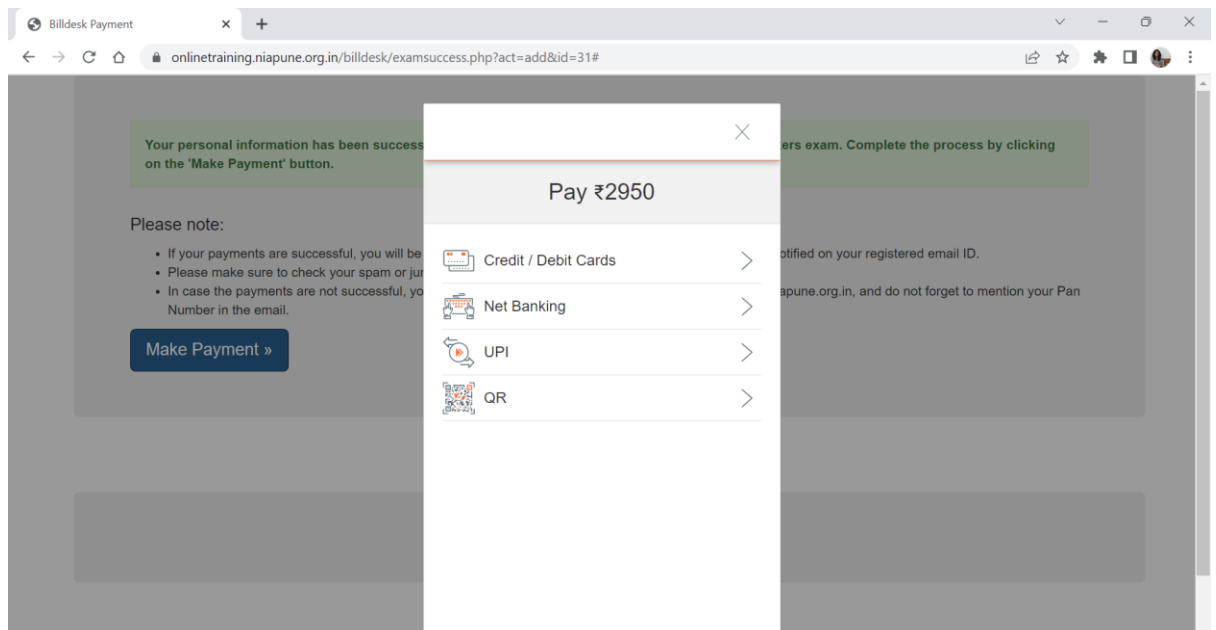 Billdesk Payment
onlinetraining.niapune.org.in/billdesk/examsuccess.php?act=add&id=31#
Your personal information has been success
ers exam. Complete the process by clicking
on the 'Make Payment' button.
Please note:
If your payments are successful, you will be
otified on your registered email ID.
Please make sure to check your spam or jun
In case the payments are not successful, yo
apune.org.in, and do not forget to mention your Pan
Number in the email.
Make Payment »
Pay ₹2950
Credit / Debit Cards
Net Banking
UPI
QR